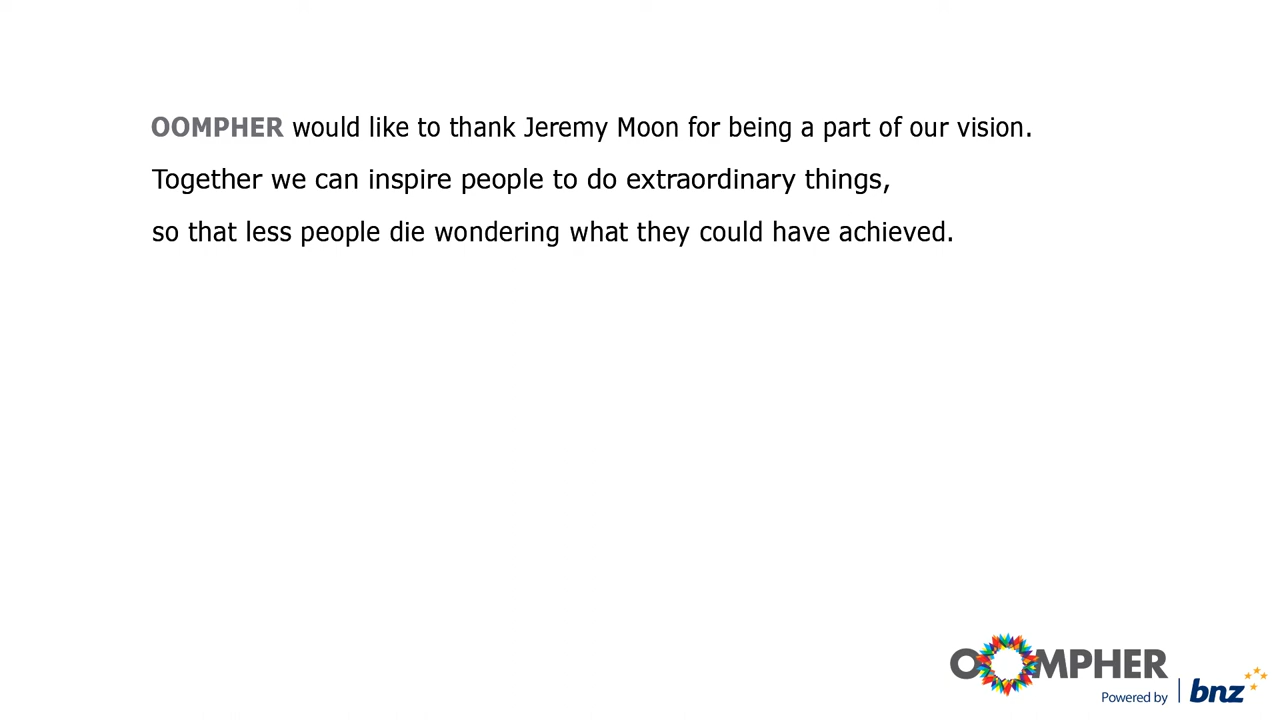 OOMPHER would like to thank Jeremy Moon for being a part of our vision.
Together we can inspire people to do extraordinary things,
so that less people die wondering what they could have achieved.
OOMPHER
Powered by bnz